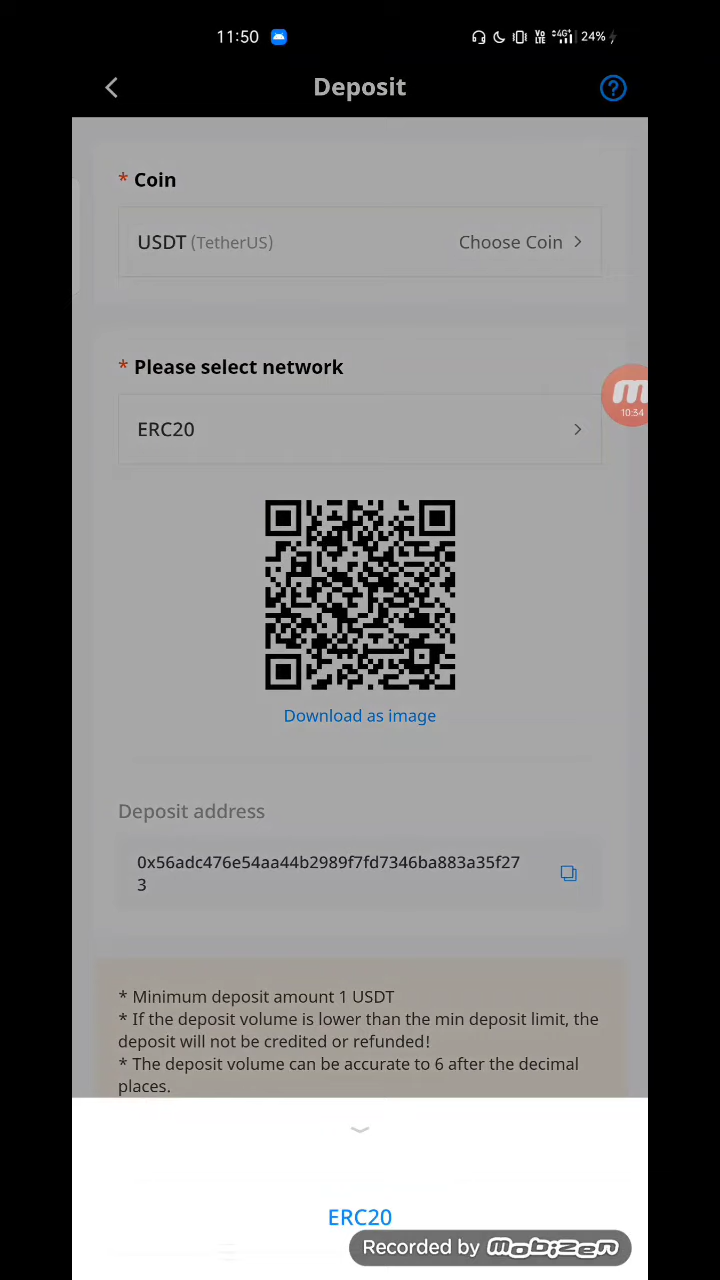 11:50
Vo LTE 4G+ 24%
Deposit
?
* Coin
USDT (TetherUS)
Choose Coin
* Please select network
ERC20
m
10:34
Download as image
Deposit address
0x56adc476e54aa44b2989f7fd7346ba883a35f27
3
* Minimum deposit amount 1 USDT
* If the deposit volume is lower than the min deposit limit, the
deposit will not be credited or refunded!
* The deposit volume can be accurate to 6 after the decimal
places.
ERC20
Recorded by mobizen